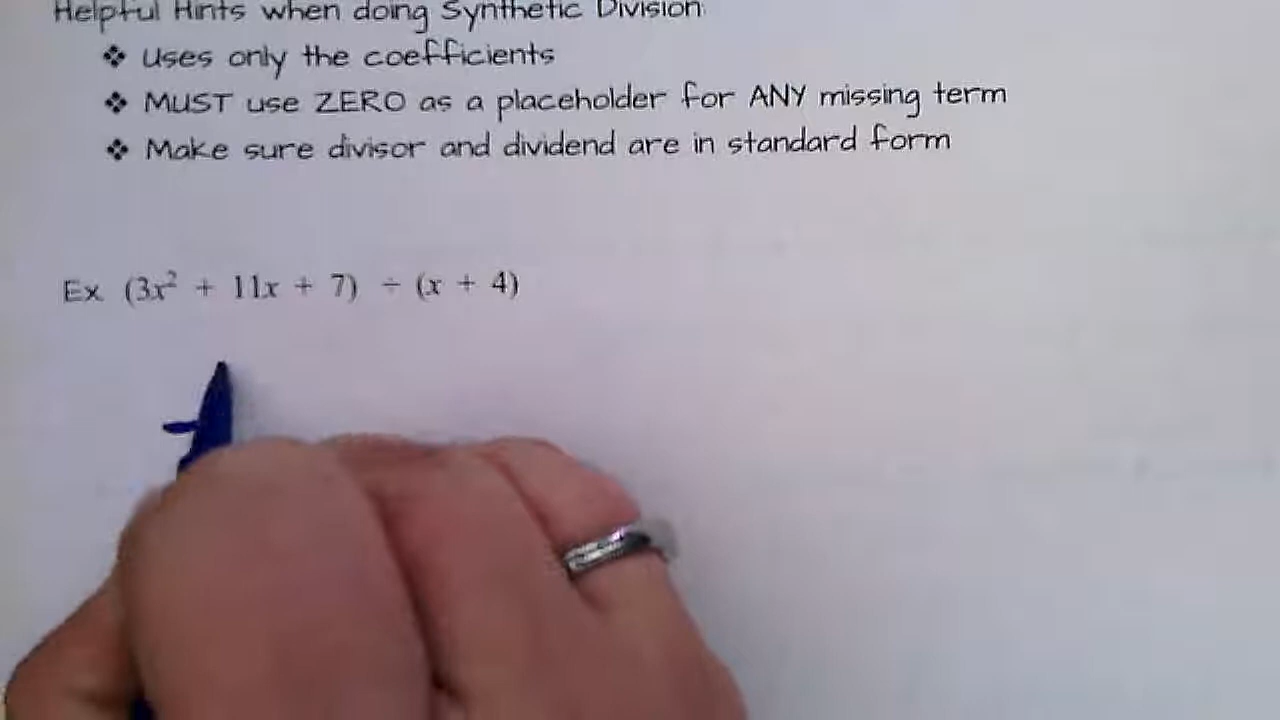 Helpful Hints when doing Synthetic Division
❖ Uses only the coefficients
❖ MUST use ZERO as a placeholder for ANY missing term
❖ Make sure divisor and dividend are in standard form
Ex (3x² + 11x + 7) ÷ (x + 4)